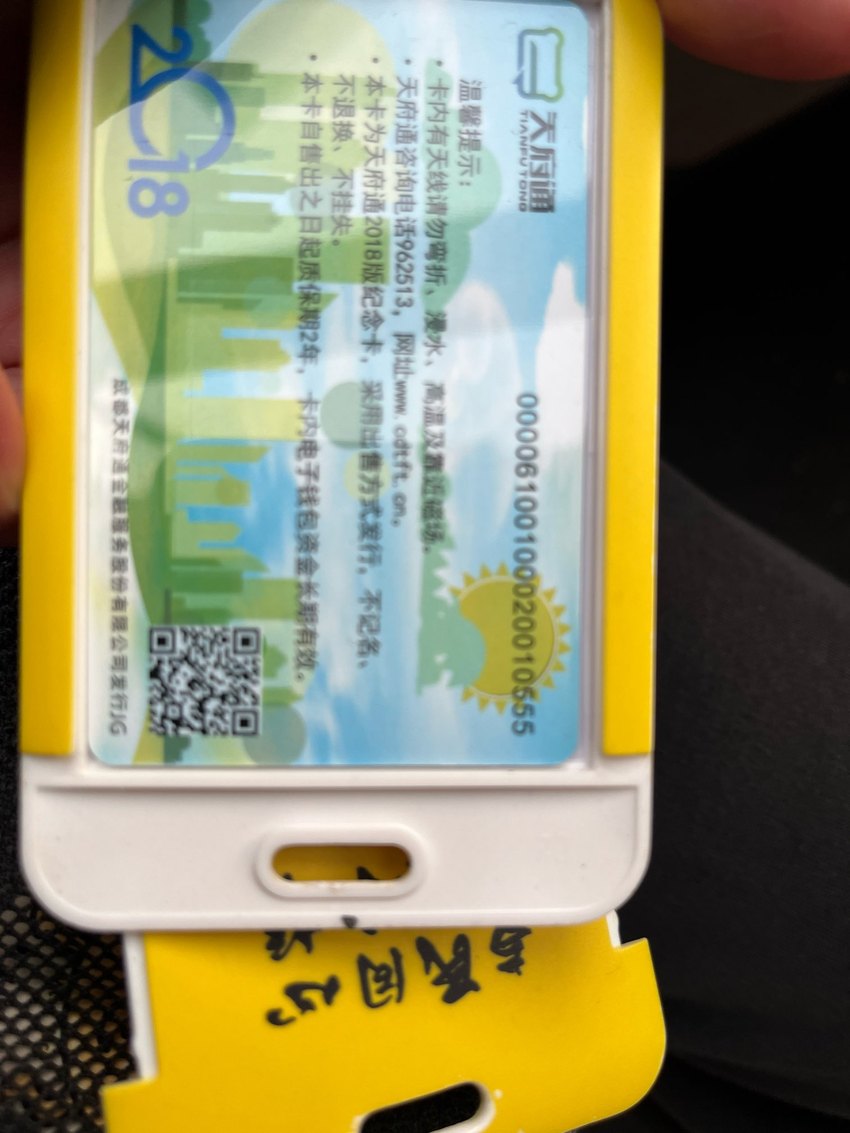 天府通
TIANFUTONG
00006100100020010555
温馨提示：
·卡内有天线请勿弯折、浸水、高温及靠近磁场。
·天府通咨询电话962513，网址www.cdtft.cn。
·本卡为天府通2018版纪念卡，采用出售方式发行，不记名、
不退换、不挂失。
·本卡自售出之日起质保期2年，卡内电子钱包资金长期有效。
2018
成都天府通金融服务股份有限公司发行JG
民同心